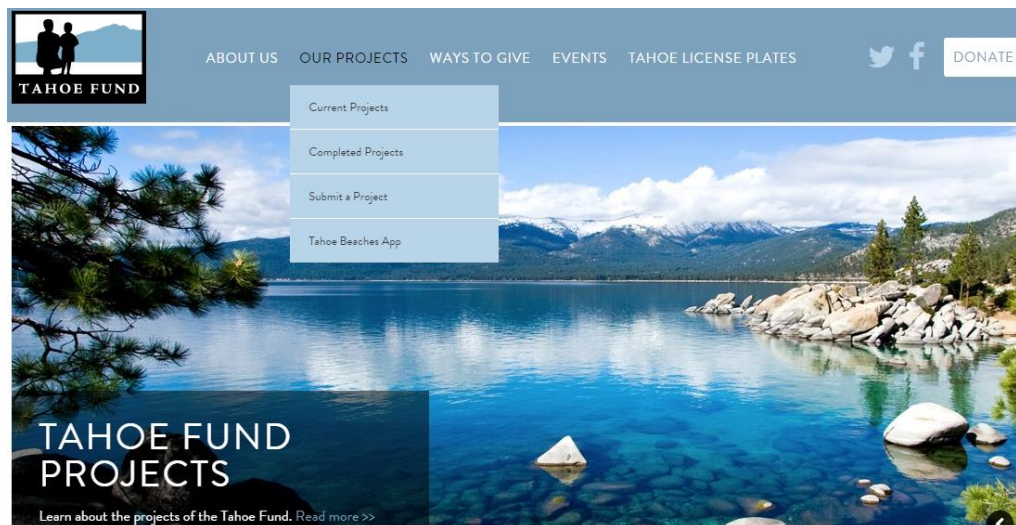 TAHOE FUND
ABOUT US OUR PROJECTS WAYS TO GIVE EVENTS TAHOE LICENSE PLATES DONATE
Current Projects
Completed Projects
Submit a Project
Tahoe Beaches App
TAHOE FUND
PROJECTS
Learn about the projects of the Tahoe Fund. Read more >>